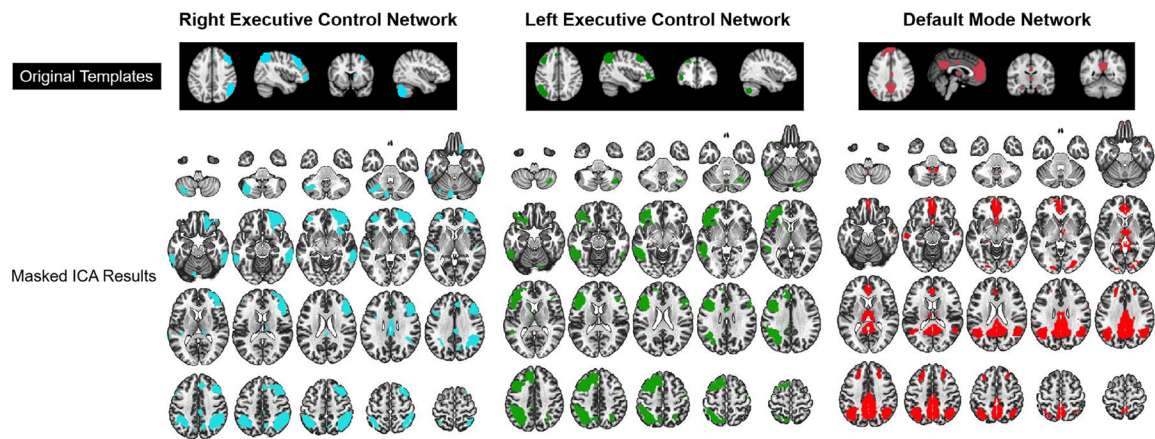 Right Executive Control Network
Left Executive Control Network
Default Mode Network
Original Templates
Masked ICA Results